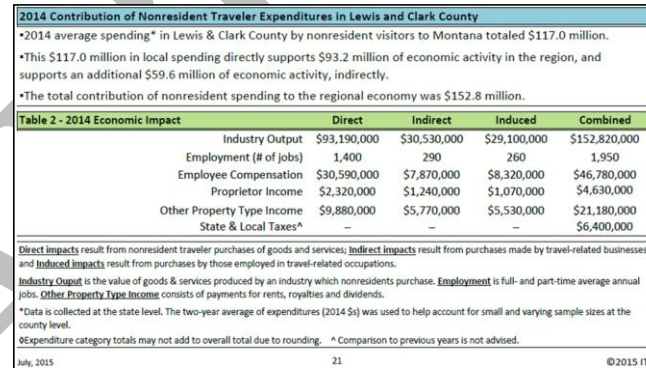 2014 Contribution of Nonresident Traveler Expenditures in Lewis and Clark County
•2014 average spending* in Lewis & Clark County by nonresident visitors to Montana totaled $117.0 million.
•This $117.0 million in local spending directly supports $93.2 million of economic activity in the region, and
supports an additional $59.6 million of economic activity, indirectly.
•The total contribution of nonresident spending to the regional economy was $152.8 million.
Table 2 - 2014 Economic Impact Direct Indirect Induced Combined
Industry Output $93,190,000 $30,530,000 $29,100,000 $152,820,000
Employment (# of jobs) 1,400 290 260 1,950
Employee Compensation $30,590,000 $7,870,000 $8,320,000 $46,780,000
Proprietor Income $2,320,000 $1,240,000 $1,070,000 $4,630,000
Other Property Type Income $9,880,000 $5,770,000 $5,530,000 $21,180,000
State & Local Taxes^ – – – $6,400,000
Direct impacts result from nonresident traveler purchases of goods and services; Indirect impacts result from purchases made by travel-related businesses
and Induced impacts result from purchases by those employed in travel-related occupations.
Industry Ouput is the value of goods & services produced by an industry which nonresidents purchase. Employment is full- and part-time average annual
jobs. Other Property Type Income consists of payments for rents, royalties and dividends.
*Data is collected at the state level. The two-year average of expenditures (2014 $s) was used to help account for small and varying sample sizes at the
county level.
◊Expenditure category totals may not add to overall total due to rounding. ^ Comparison to previous years is not advised.
July, 2015 21 ©2015 IT